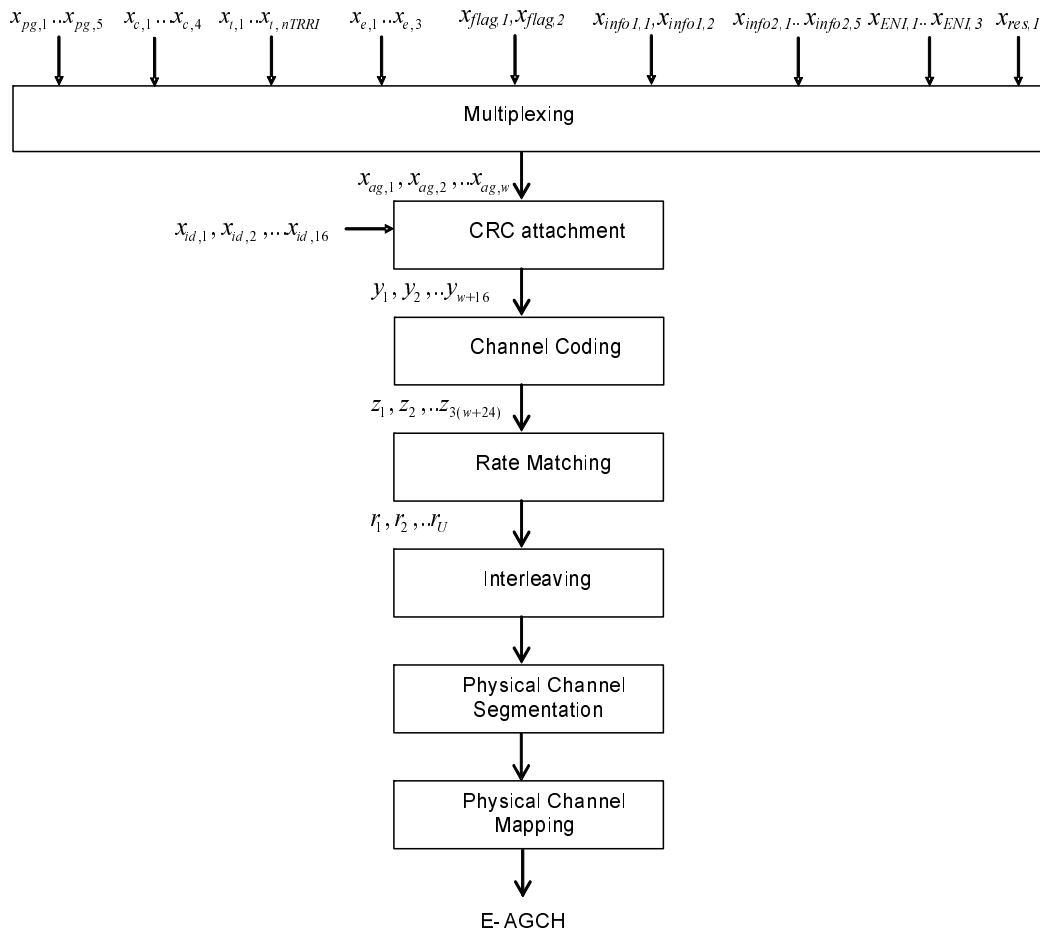 x_{pg,1}..x_{pg,5} x_{c,1}..x_{c,4} x_{t,1}..x_{t,nTRRI} x_{e,1}..x_{e,3} x_{flag,1},x_{flag,2} x_{info1,1},x_{info1,2} x_{info2,1}..x_{info2,5} x_{ENI,1}..x_{ENI,3} x_{res,1}
Multiplexing
x_{ag,1}, x_{ag,2},..x_{ag,w}
x_{id,1}, x_{id,2},...x_{id,16}
CRC attachment
y_1, y_2,..y_{w+16}
Channel Coding
z_1, z_2,..z_{3(w+24)}
Rate Matching
r_1, r_2,..r_U
Interleaving
Physical Channel
Segmentation
Physical Channel
Mapping
E- AGCH